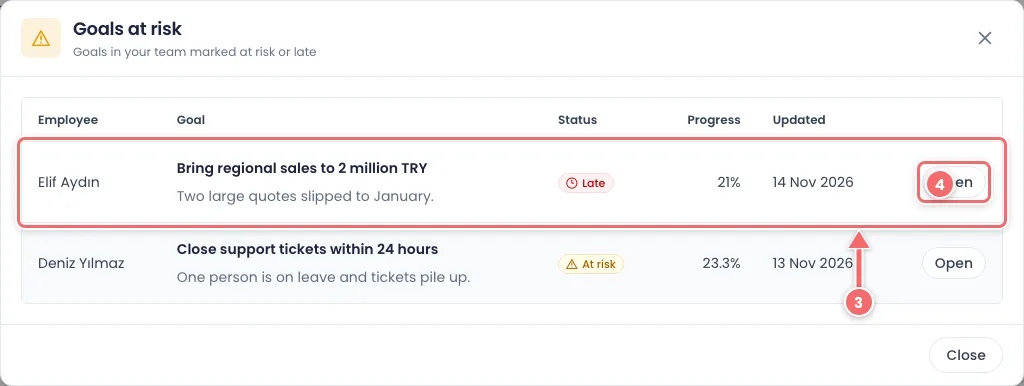 Goals at risk
Goals in your team marked at risk or late
Employee Goal Status Progress Updated
Bring regional sales to 2 million TRY
Elif Aydın Late 21% 14 Nov 2026 4 en
Two large quotes slipped to January.
Close support tickets within 24 hours
Deniz Yılmaz At risk 23.3% 13 Nov 2026 Open
One person is on leave and tickets pile up.
3
Close